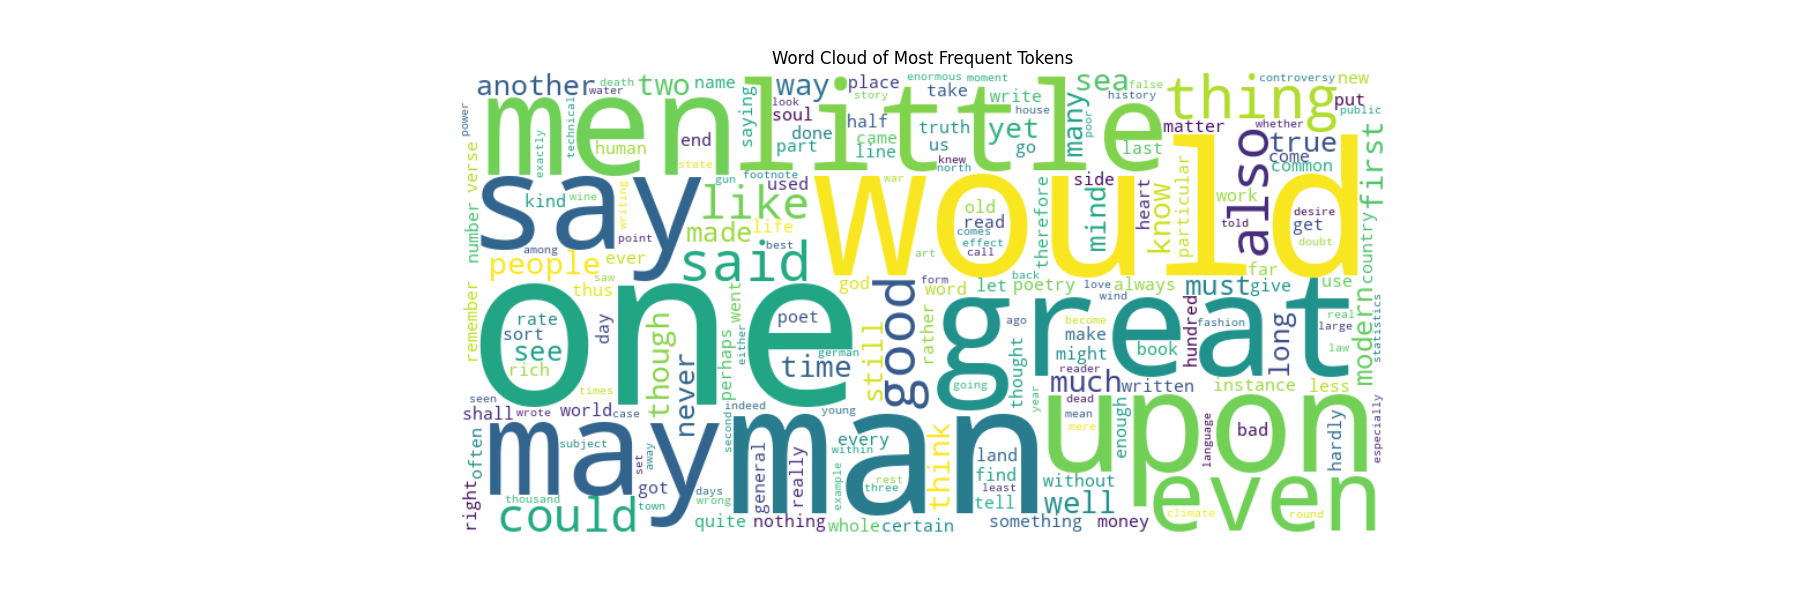 Word Cloud of Most Frequent Tokens
another death water two name way place enormous moment sea false controversy new
power technical men saying look little story take write house many poor history thing put public
exactly human end soul done part half came line truth us knew north yet go last matter whether true come common
verse number state gun footnote used war side particular also first
say kind wine writing like would old read comes effect call therefore mind heart know work told desire get doubt country
among point made life best art
people ever saw said god form back far use
remember thus went good word let poetry love wind always must give modern
one rate sort see rich day though poet time german either perhaps still rather great ago become make might book fashion hundred long real large law statistics
times never going thought year reader much written instance less
seen shall wrote world case indeed second young dead mean mere enough upon language bad hardly especially
often may subject set away man general really every within think land find least without
right thousand got town days wrong example rest three tell well even climate round
could quite nothing whole certain something money